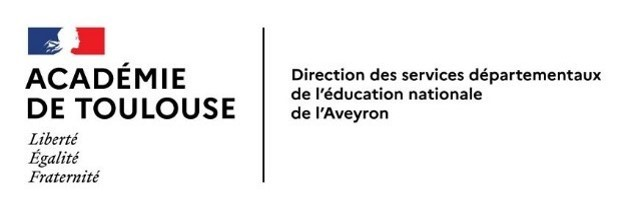 ACADÉMIE
DE TOULOUSE
Liberté
Égalité
Fraternité
Direction des services départementaux
de l'éducation nationale
de l'Aveyron